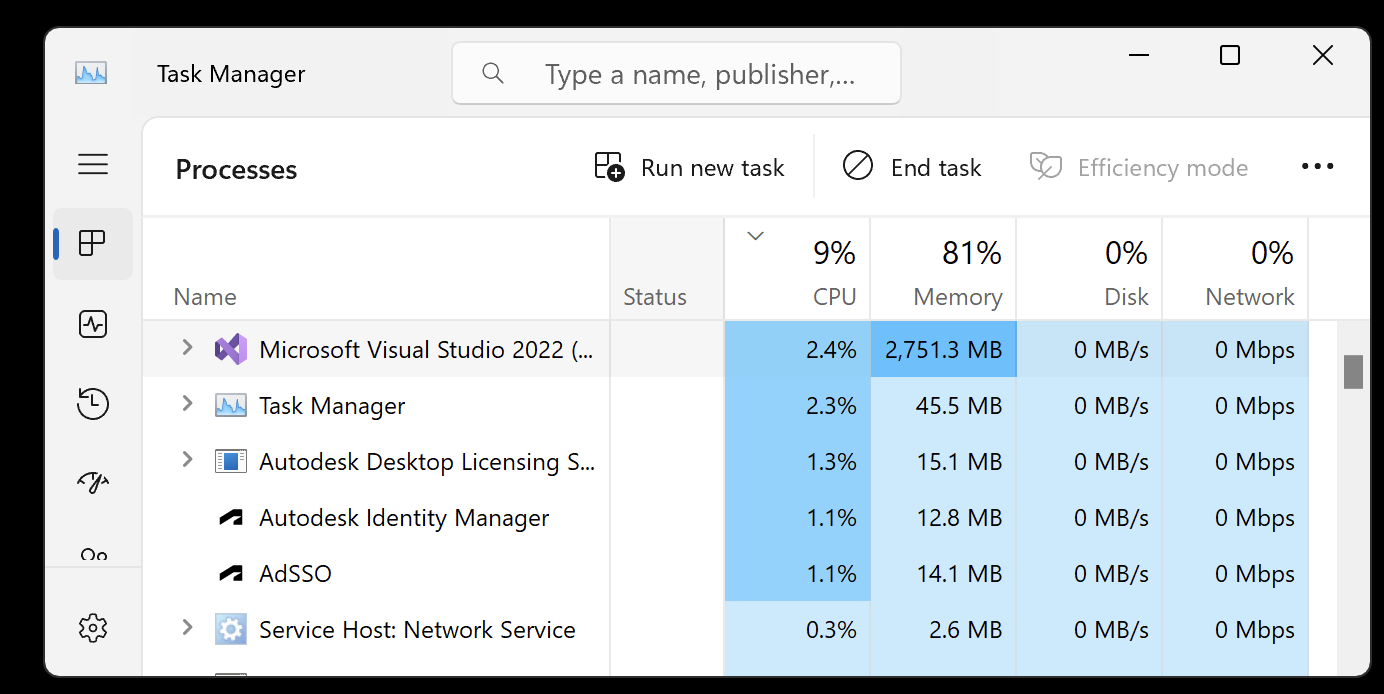 Task Manager
Type a name, publisher,...
Processes
Run new task
End task
Efficiency mode
9% 81% 0% 0%
Name Status CPU Memory Disk Network
Microsoft Visual Studio 2022 (... 2.4% 2,751.3 MB 0 MB/s 0 Mbps
Task Manager 2.3% 45.5 MB 0 MB/s 0 Mbps
Autodesk Desktop Licensing S... 1.3% 15.1 MB 0 MB/s 0 Mbps
Autodesk Identity Manager 1.1% 12.8 MB 0 MB/s 0 Mbps
AdSSO 1.1% 14.1 MB 0 MB/s 0 Mbps
Service Host: Network Service 0.3% 2.6 MB 0 MB/s 0 Mbps